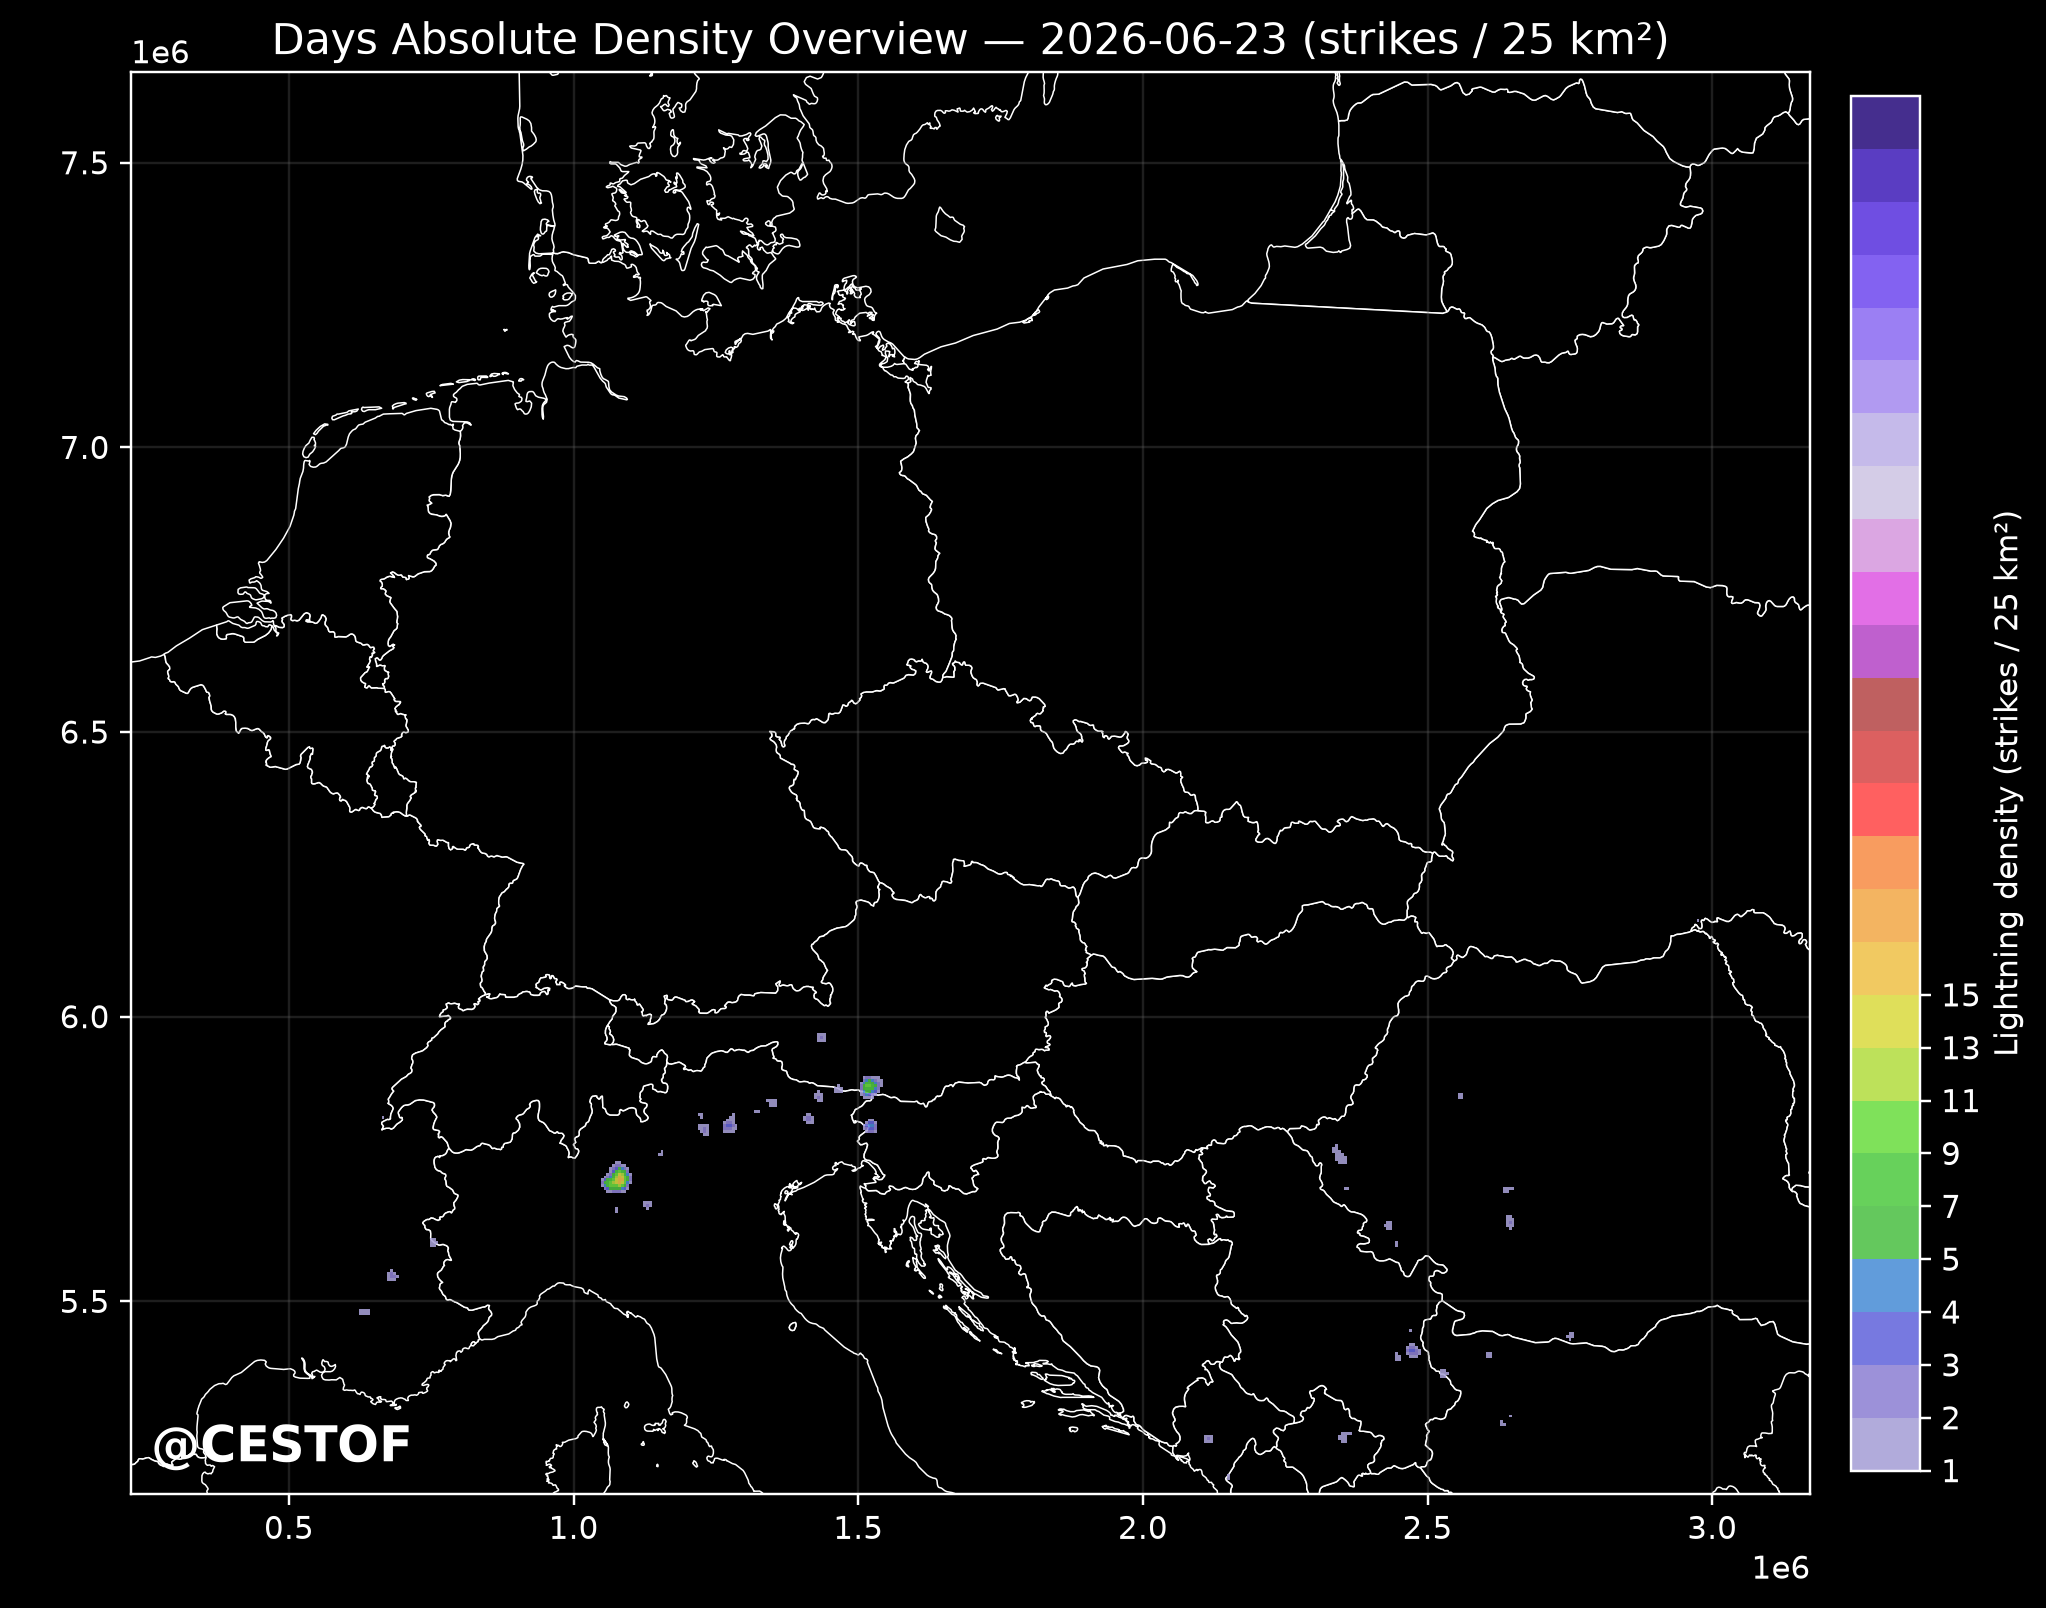 Days Absolute Density Overview — 2026-06-23 (strikes / 25 km²)
1e6
7.5
7.0
6.5
6.0
5.5
0.5 1.0 1.5 2.0 2.5 3.0
1e6
@CESTOF
15
13
11
9
7
5
4
3
2
1
Lightning density (strikes / 25 km²)